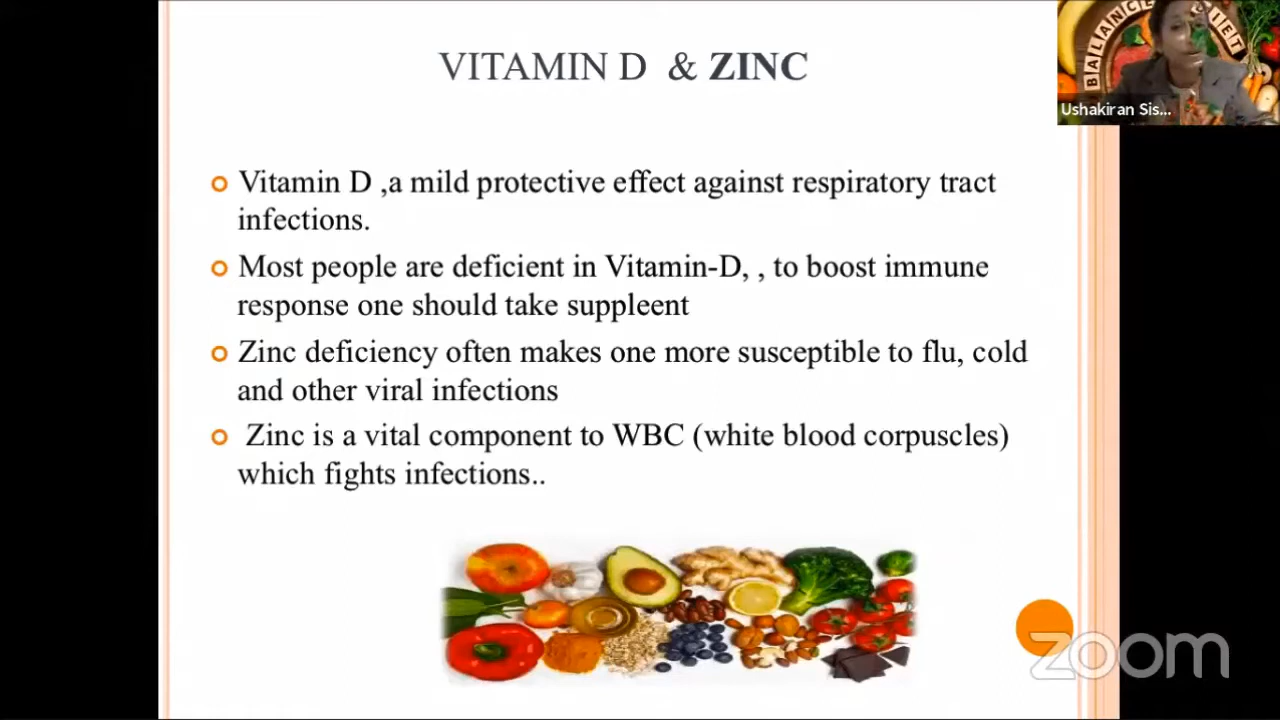 VITAMIN D & ZINC
BALANCE DIET
Ushakiran Sis...
Vitamin D ,a mild protective effect against respiratory tract
infections.
Most people are deficient in Vitamin-D, , to boost immune
response one should take suppleent
Zinc deficiency often makes one more susceptible to flu, cold
and other viral infections
Zinc is a vital component to WBC (white blood corpuscles)
which fights infections..
zoom